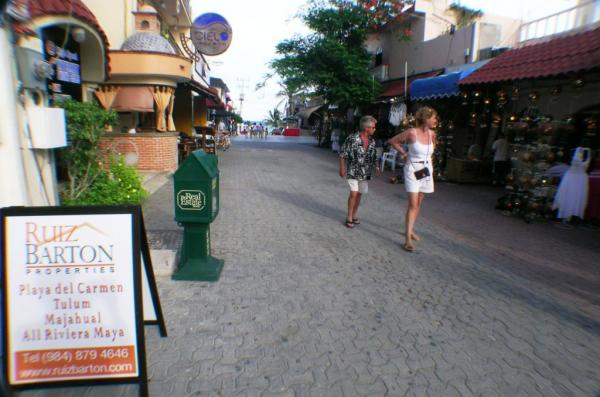 CIELO
Real
Estate
RUIZ
BARTON
PROPERTIES
Playa del Carmen
Tulum
Majahual
All Riviera Maya
Tel (984) 879 4646
www.ruizbarton.com